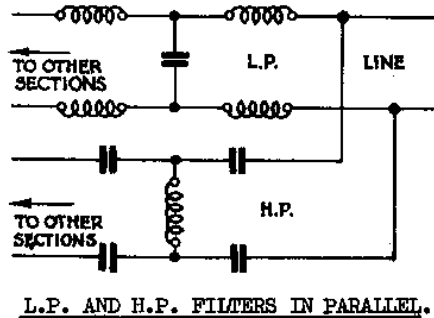 L.P.
LINE
TO OTHER
SECTIONS
H.P.
TO OTHER
SECTIONS
L.P. AND H.P. FILTERS IN PARALLEL.